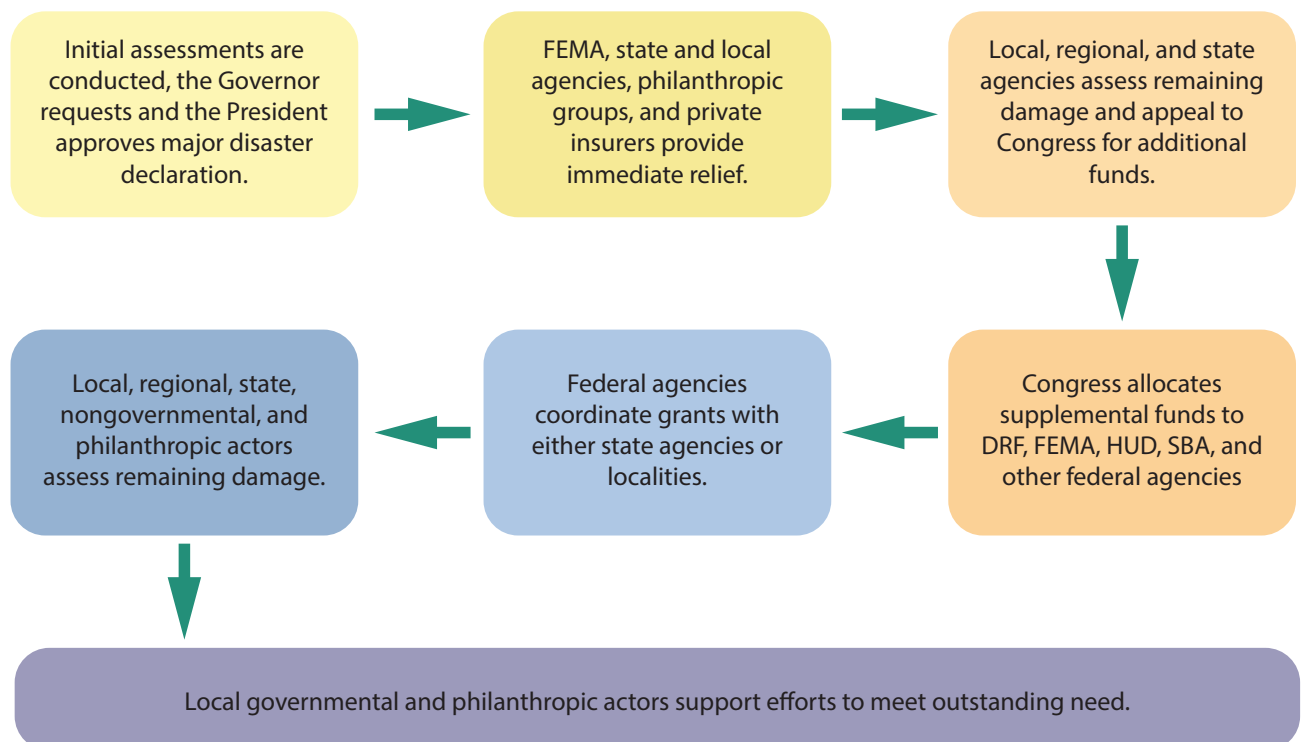 Initial assessments are
conducted, the Governor
requests and the President
approves major disaster
declaration.
FEMA, state and local
agencies, philanthropic
groups, and private
insurers provide
immediate relief.
Local, regional, and state
agencies assess remaining
damage and appeal to
Congress for additional
funds.
Congress allocates
supplemental funds to
DRF, FEMA, HUD, SBA, and
other federal agencies
Federal agencies
coordinate grants with
either state agencies or
localities.
Local, regional, state,
nongovernmental, and
philanthropic actors
assess remaining damage.
Local governmental and philanthropic actors support efforts to meet outstanding need.